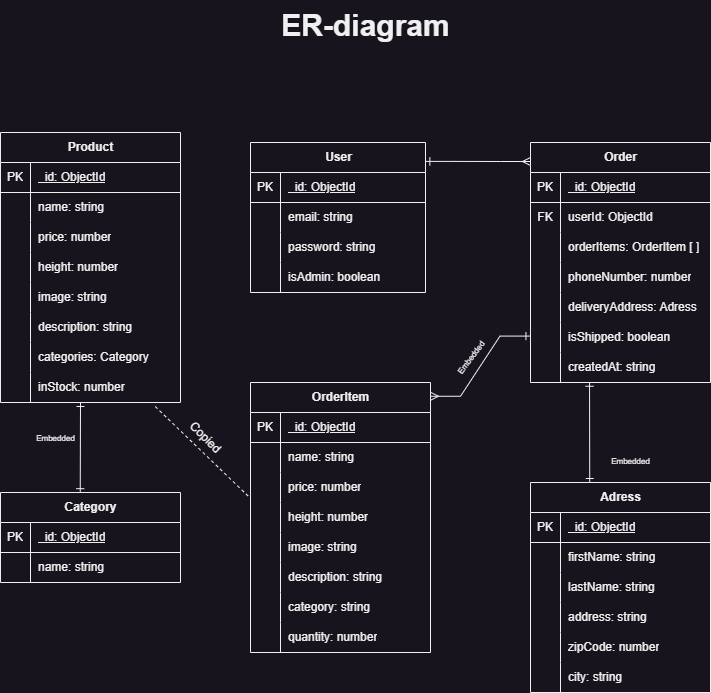 ER-diagram
Product
PK _id: ObjectId
name: string
price: number
height: number
image: string
description: string
categories: Category
inStock: number
Embedded
Category
PK _id: ObjectId
name: string
Copied
User
PK _id: ObjectId
email: string
password: string
isAdmin: boolean
Embedded
OrderItem
PK _id: ObjectId
name: string
price: number
height: number
image: string
description: string
category: string
quantity: number
Order
PK _id: ObjectId
FK userId: ObjectId
orderItems: OrderItem [ ]
phoneNumber: number
deliveryAddress: Adress
isShipped: boolean
createdAt: string
Embedded
Adress
PK _id: ObjectId
firstName: string
lastName: string
address: string
zipCode: number
city: string